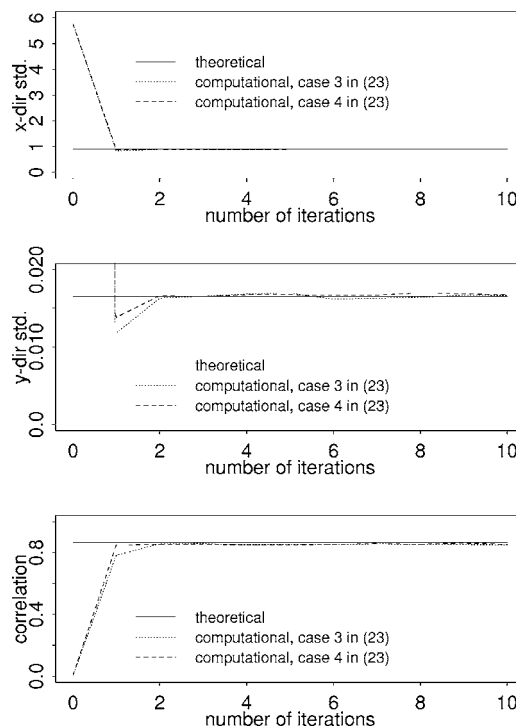 x-dir std.
0 1 2 3 4 5 6
theoretical
computational, case 3 in (23)
computational, case 4 in (23)
0 2 4 6 8 10
number of iterations
y-dir std.
0.0 0.010 0.020
theoretical
computational, case 3 in (23)
computational, case 4 in (23)
0 2 4 6 8 10
number of iterations
correlation
0.0 0.4 0.8
theoretical
computational, case 3 in (23)
computational, case 4 in (23)
0 2 4 6 8 10
number of iterations